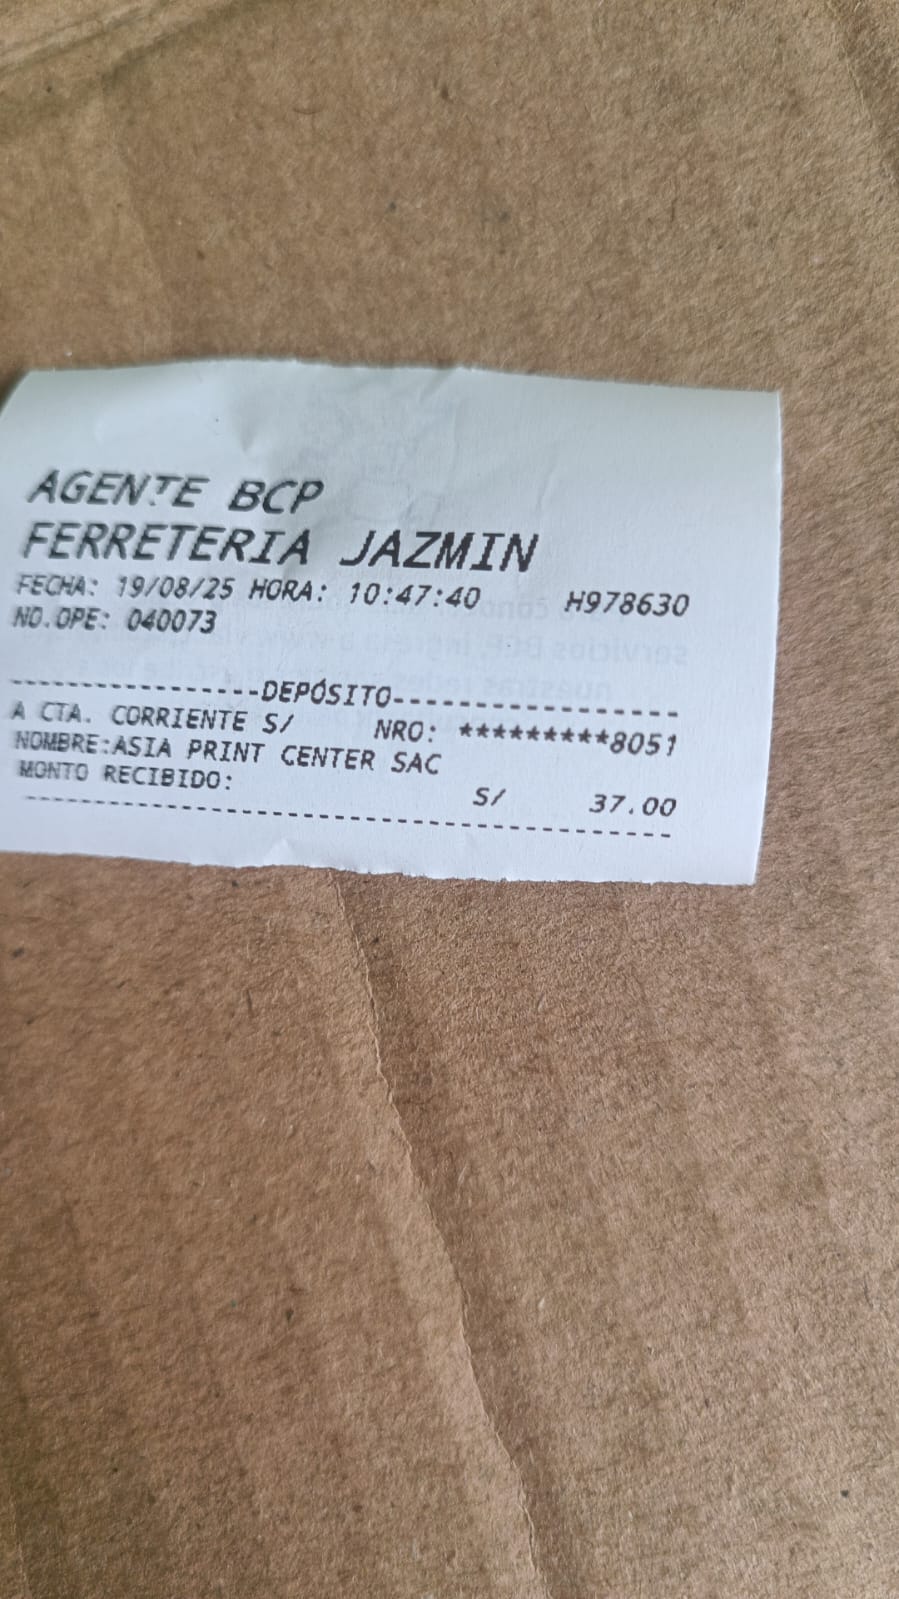 AGENTE BCP
FERRETERIA JAZMIN
FECHA: 19/08/25 HORA: 10:47:40 H978630
NO.OPE: 040073
----------------DEPÓSITO------------------
A CTA. CORRIENTE S/ NRO: *********8051
NOMBRE:ASIA PRINT CENTER SAC
MONTO RECIBIDO:
S/ 37.00
------------------------------------------